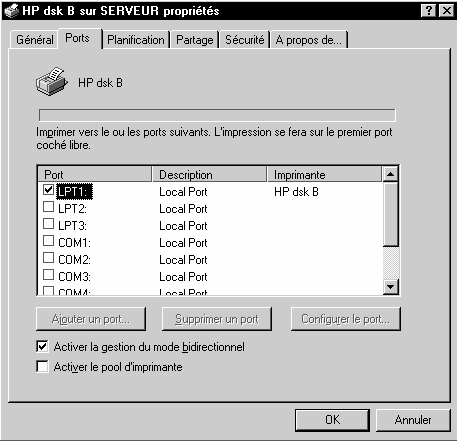 HP dsk B sur SERVEUR propriétés
Général Ports Planification Partage Sécurité A propos de...
HP dsk B
Imprimer vers le ou les ports suivants. L'impression se fera sur le premier port
coché libre.
Port Description Imprimante
LPT1: Local Port HP dsk B
LPT2: Local Port
LPT3: Local Port
COM1: Local Port
COM2: Local Port
COM3: Local Port
COM4: Local Port
Ajouter un port... Supprimer un port Configurer le port...
Activer la gestion du mode bidirectionnel
Activer le pool d'imprimante
OK Annuler